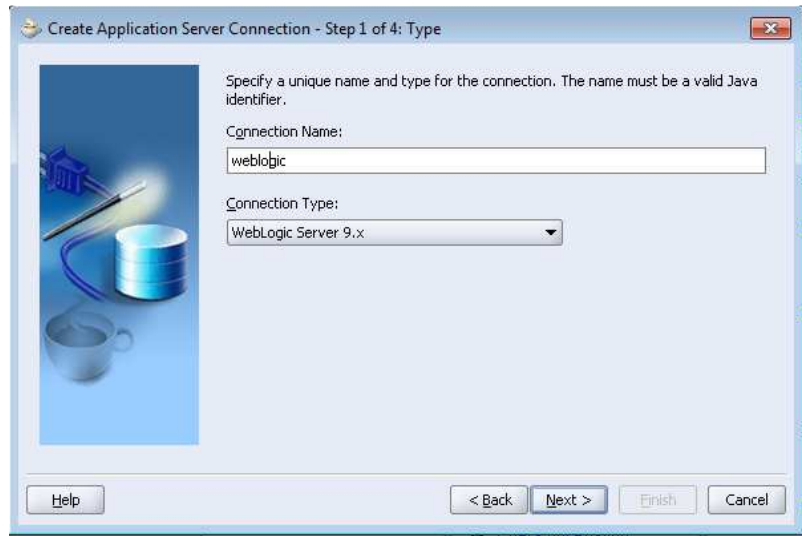 Create Application Server Connection - Step 1 of 4: Type
Specify a unique name and type for the connection. The name must be a valid Java
identifier.
Connection Name:
weblogic
Connection Type:
WebLogic Server 9.x
Help
< Back
Next >
Finish
Cancel